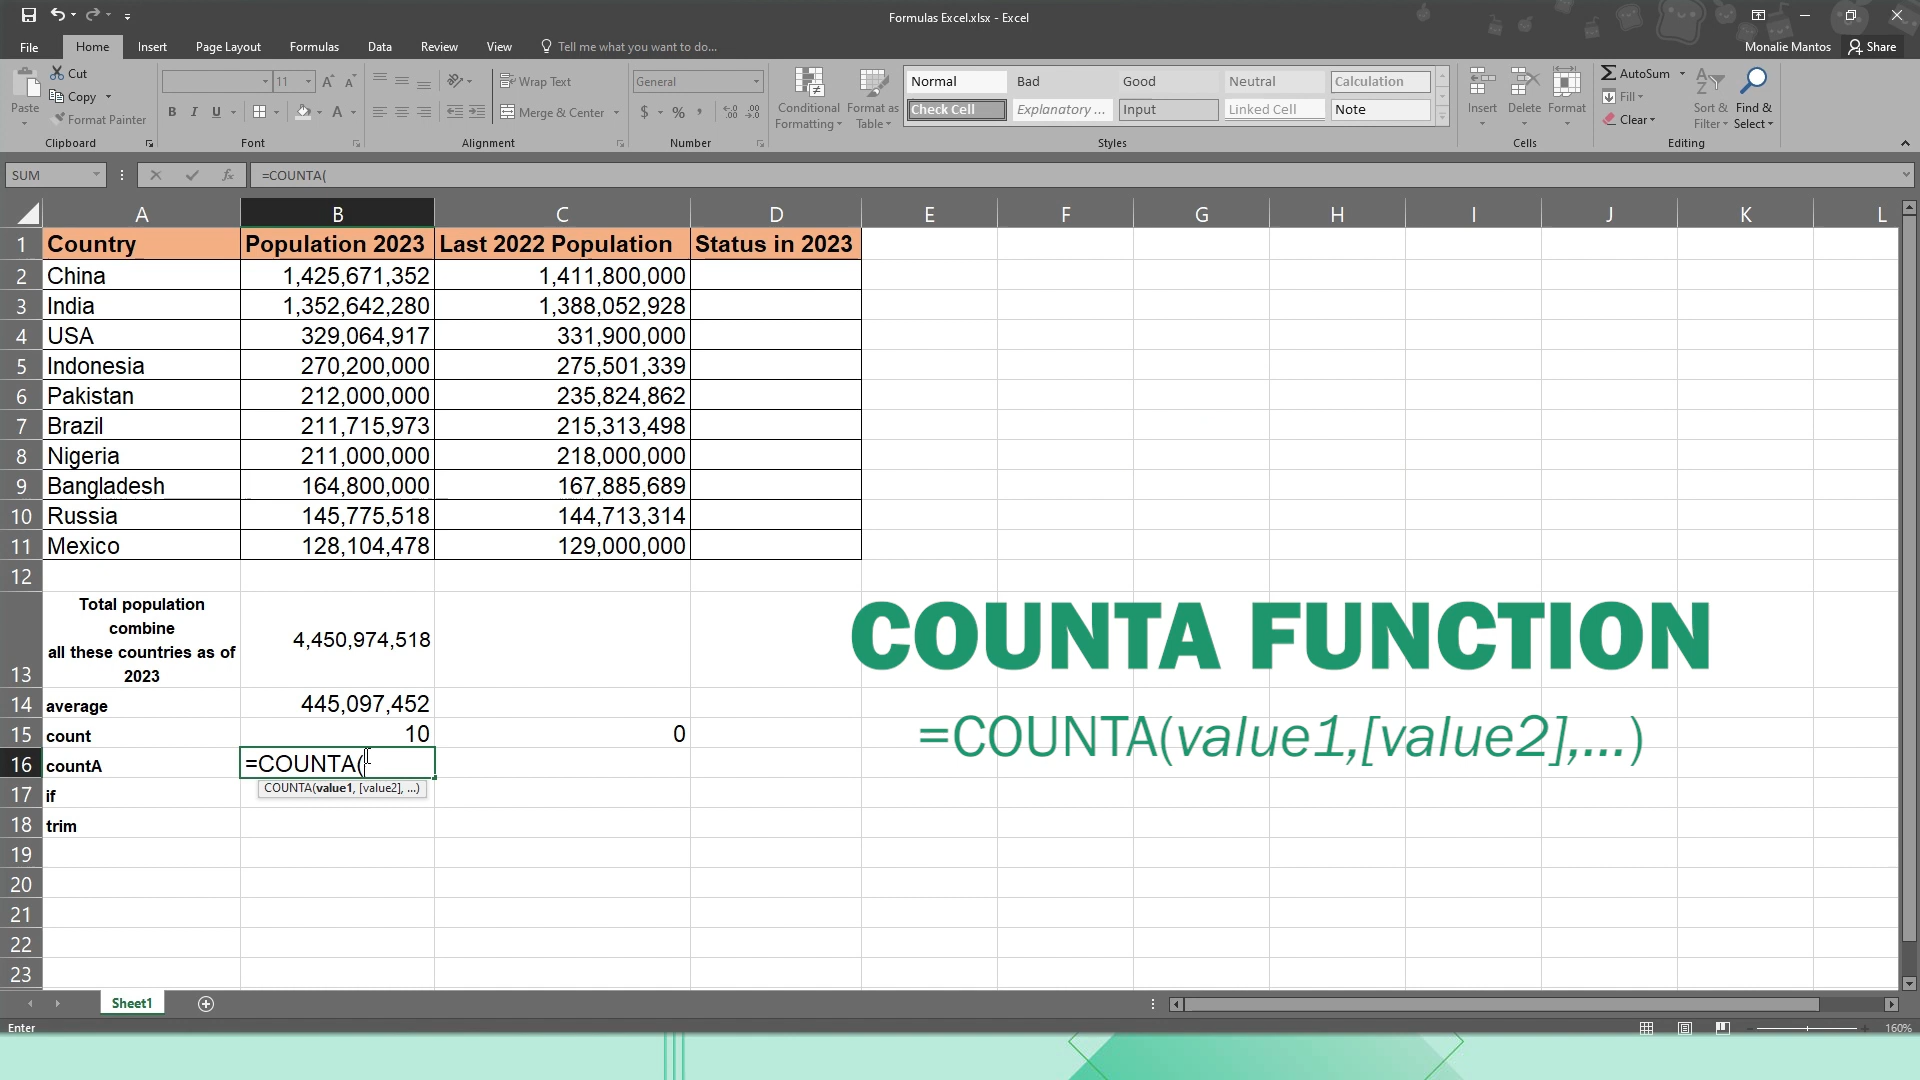 Formulas Excel.xlsx - Excel
File Home Insert Page Layout Formulas Data Review View Tell me what you want to do... Monalie Mantos Share
Paste
Cut
Copy
Format Painter
Clipboard
11
B I U
Font
Wrap Text
Merge & Center
Alignment
General
$ % ,
Number
Conditional Formatting
Format as Table
Normal Bad Good Neutral Calculation
Check Cell Explanatory ... Input Linked Cell Note
Styles
Insert Delete Format
Cells
AutoSum
Fill
Clear
Sort & Filter
Find & Select
Editing
SUM fx =COUNTA(
A B C D E F G H I J K L
1 Country Population 2023 Last 2022 Population Status in 2023
2 China 1,425,671,352 1,411,800,000
3 India 1,352,642,280 1,388,052,928
4 USA 329,064,917 331,900,000
5 Indonesia 270,200,000 275,501,339
6 Pakistan 212,000,000 235,824,862
7 Brazil 211,715,973 215,313,498
8 Nigeria 211,000,000 218,000,000
9 Bangladesh 164,800,000 167,885,689
10 Russia 145,775,518 144,713,314
11 Mexico 128,104,478 129,000,000
12
Total population
combine
all these countries as of
2023
13 4,450,974,518
14 average 445,097,452
15 count 10 0
16 countA =COUNTA(
COUNTA(value1, [value2], ...)
17 if
18 trim
19
20
21
22
23
COUNTA FUNCTION
=COUNTA(value1,[value2],...)
Sheet1
Enter 160%